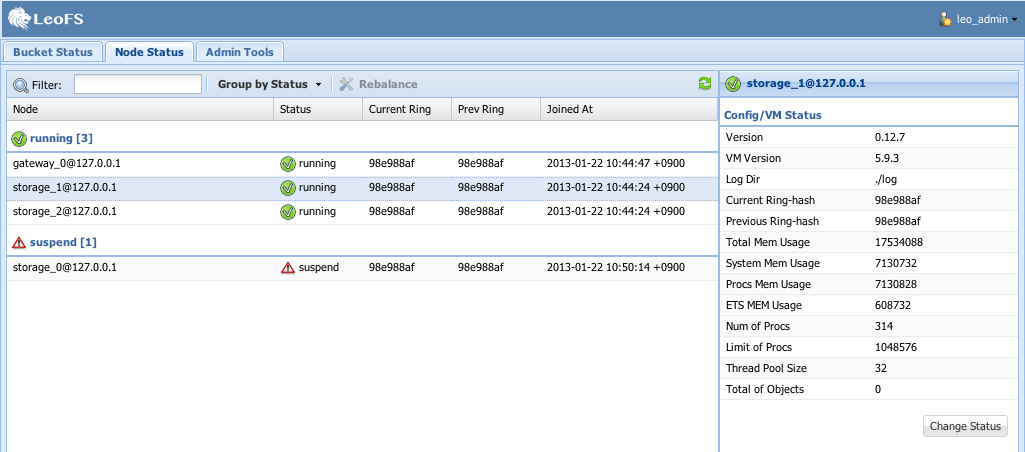 LeoFS
leo_admin
Bucket Status Node Status Admin Tools
Filter: Group by Status Rebalance
Node Status Current Ring Prev Ring Joined At
running [3]
gateway_0@127.0.0.1 running 98e988af 98e988af 2013-01-22 10:44:47 +0900
storage_1@127.0.0.1 running 98e988af 98e988af 2013-01-22 10:44:24 +0900
storage_2@127.0.0.1 running 98e988af 98e988af 2013-01-22 10:44:24 +0900
suspend [1]
storage_0@127.0.0.1 suspend 98e988af 98e988af 2013-01-22 10:50:14 +0900
storage_1@127.0.0.1
Config/VM Status
Version 0.12.7
VM Version 5.9.3
Log Dir ./log
Current Ring-hash 98e988af
Previous Ring-hash 98e988af
Total Mem Usage 17534088
System Mem Usage 7130732
Procs Mem Usage 7130828
ETS MEM Usage 608732
Num of Procs 314
Limit of Procs 1048576
Thread Pool Size 32
Total of Objects 0
Change Status